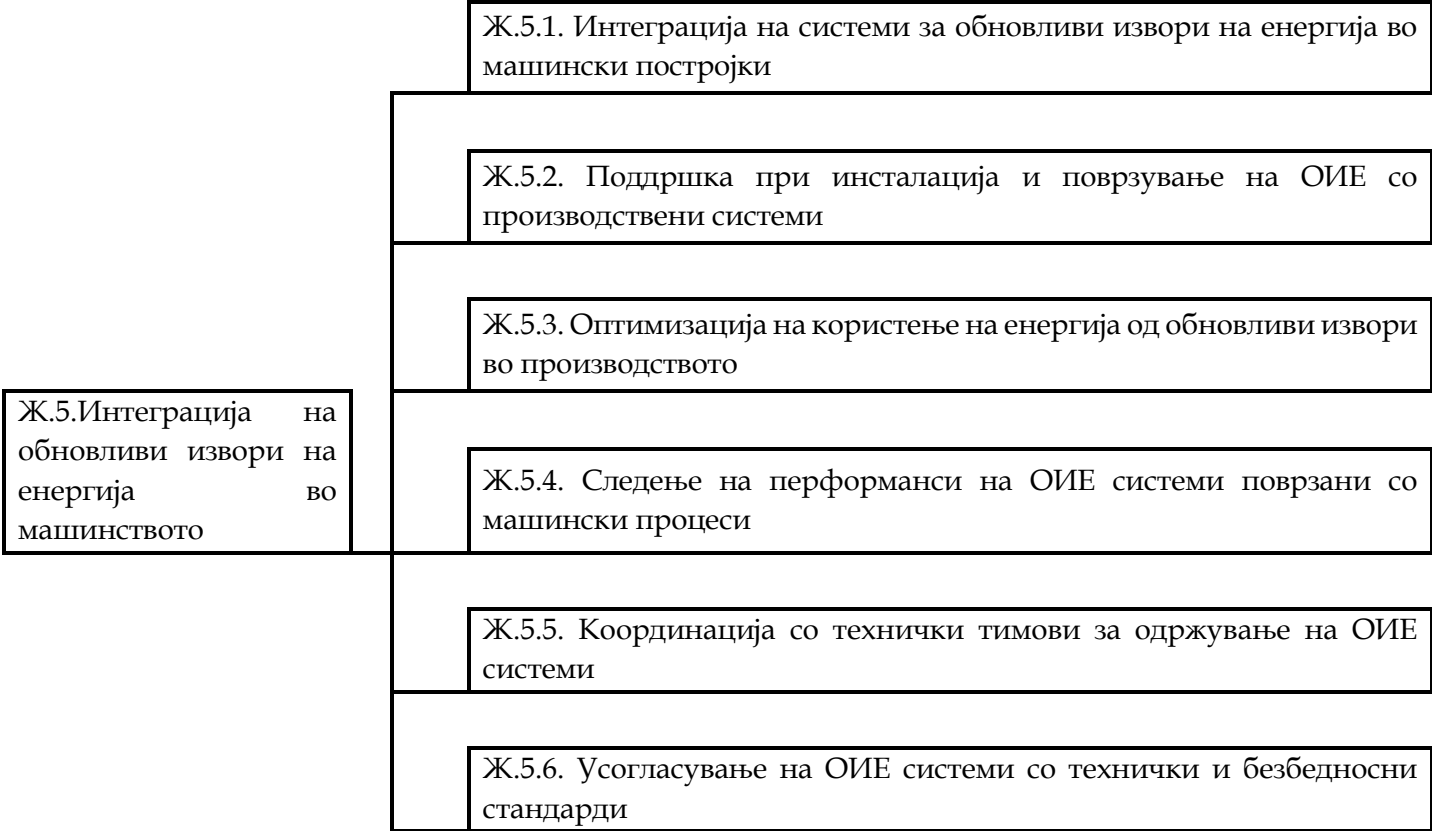 Ж.5.1. Интеграција на системи за обновливи извори на енергија во
машински постројки
Ж.5.2. Поддршка при инсталација и поврзување на ОИЕ со
производствени системи
Ж.5.3. Оптимизација на користење на енергија од обновливи извори
во производството
Ж.5.Интеграција на
обновливи извори на
енергија во
машинството
Ж.5.4. Следење на перформанси на ОИЕ системи поврзани со
машински процеси
Ж.5.5. Координација со технички тимови за одржување на ОИЕ
системи
Ж.5.6. Усогласување на ОИЕ системи со технички и безбедносни
стандарди